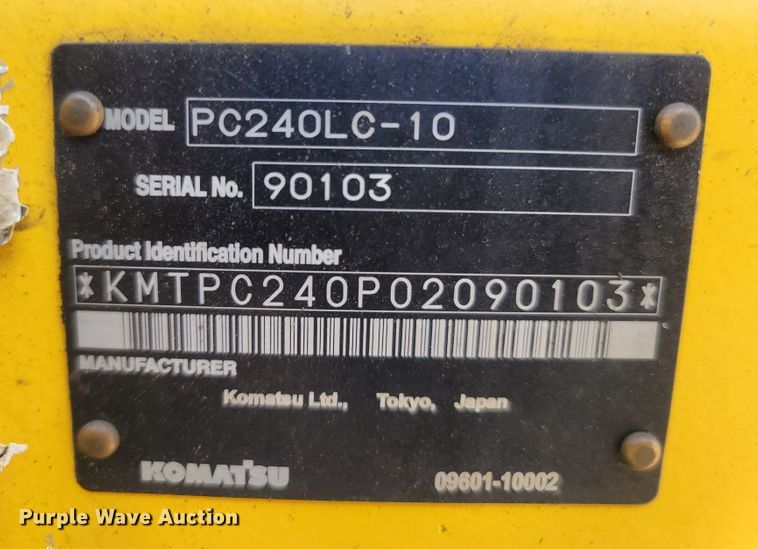 MODEL PC240LC-10
SERIAL No. 90103
Product Identification Number
*KMTPC240P02090103*
MANUFACTURER
Komatsu Ltd., Tokyo, Japan
KOMATSU 09601-10002
Purple Wave Auction